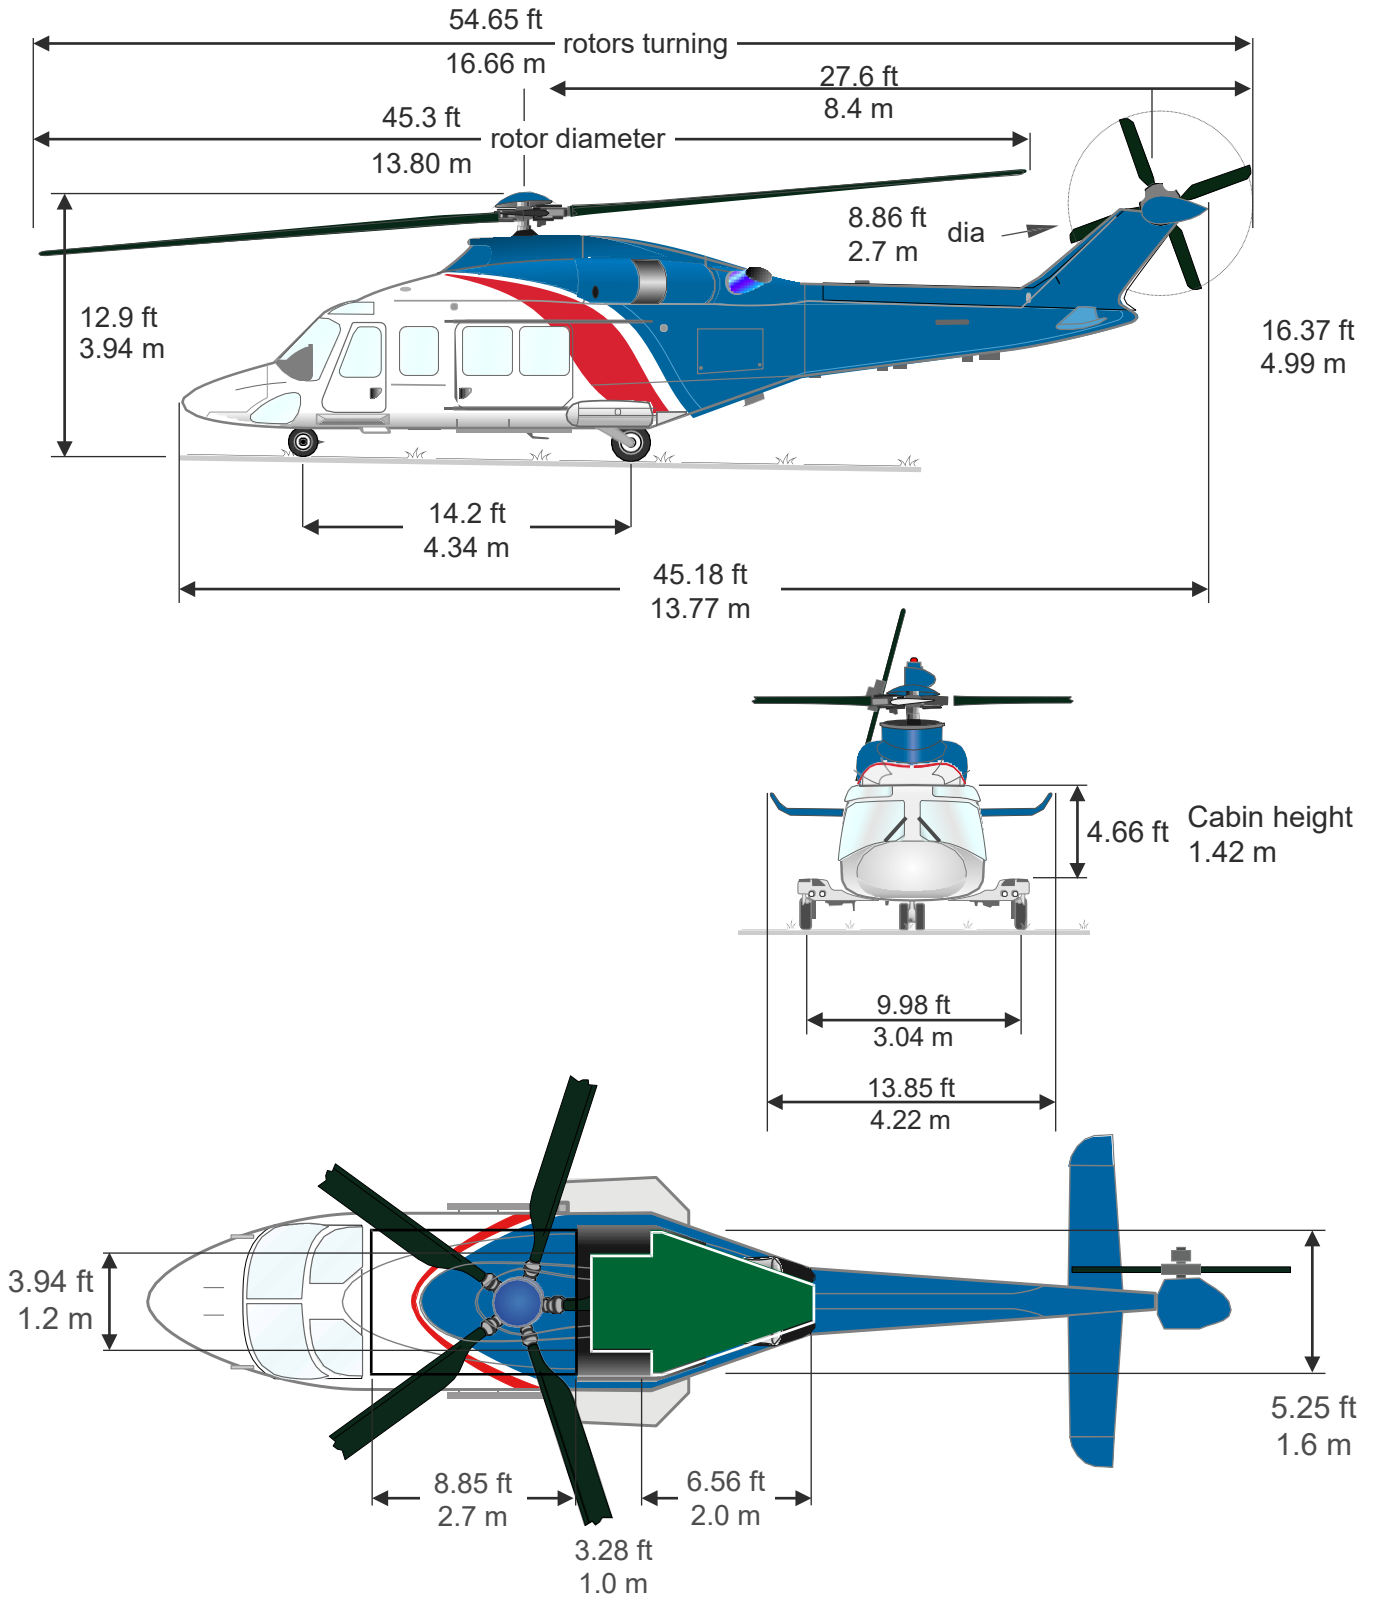 54.65 ft
rotors turning
16.66 m
27.6 ft
8.4 m
45.3 ft
rotor diameter
13.80 m
8.86 ft
dia
2.7 m
12.9 ft
3.94 m
16.37 ft
4.99 m
14.2 ft
4.34 m
45.18 ft
13.77 m
4.66 ft
Cabin height
1.42 m
9.98 ft
3.04 m
13.85 ft
4.22 m
3.94 ft
1.2 m
5.25 ft
1.6 m
8.85 ft
2.7 m
6.56 ft
2.0 m
3.28 ft
1.0 m